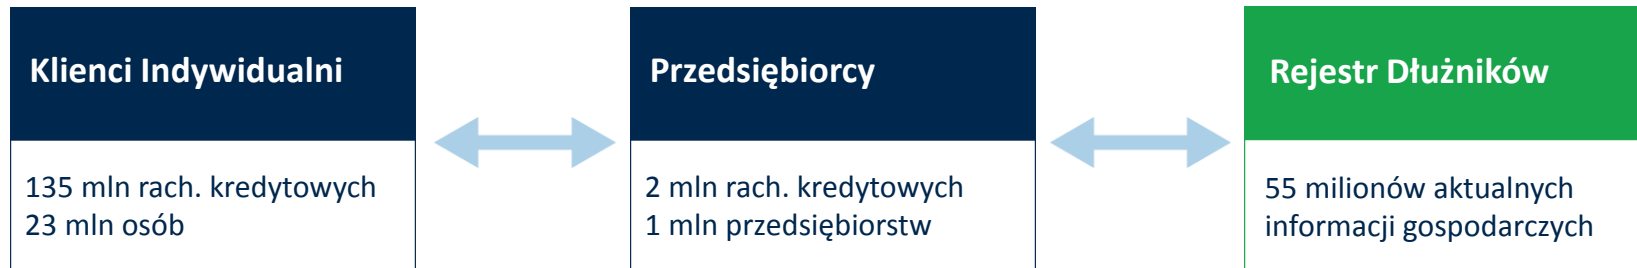 Klienci Indywidualni
135 mln rach. kredytowych
23 mln osób
Przedsiębiorcy
2 mln rach. kredytowych
1 mln przedsiębiorstw
Rejestr Dłużników
55 milionów aktualnych
informacji gospodarczych